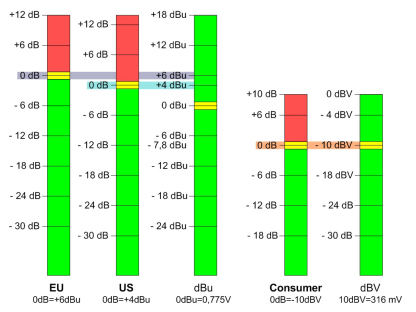 +12 dB
+6 dB
0 dB
- 6 dB
- 12 dB
- 18 dB
- 24 dB
- 30 dB
EU
0dB=+6dBu
+12 dB
+6 dB
0 dB
- 6 dB
- 12 dB
- 18 dB
- 24 dB
- 30 dB
US
0dB=+4dBu
+18 dBu
+12 dBu
+6 dBu
+4 dBu
0 dBu
- 6 dBu
- 7,8 dBu
- 12 dBu
- 18 dBu
- 24 dBu
dBu
0dBu=0,775V
+10 dB
+6 dB
0 dB
- 6 dB
- 12 dB
- 18 dB
Consumer
0dB=-10dBV
0 dBV
- 4 dBV
- 10 dBV
- 18 dBV
- 24 dBV
- 30 dBV
dBV
10dBV=316 mV